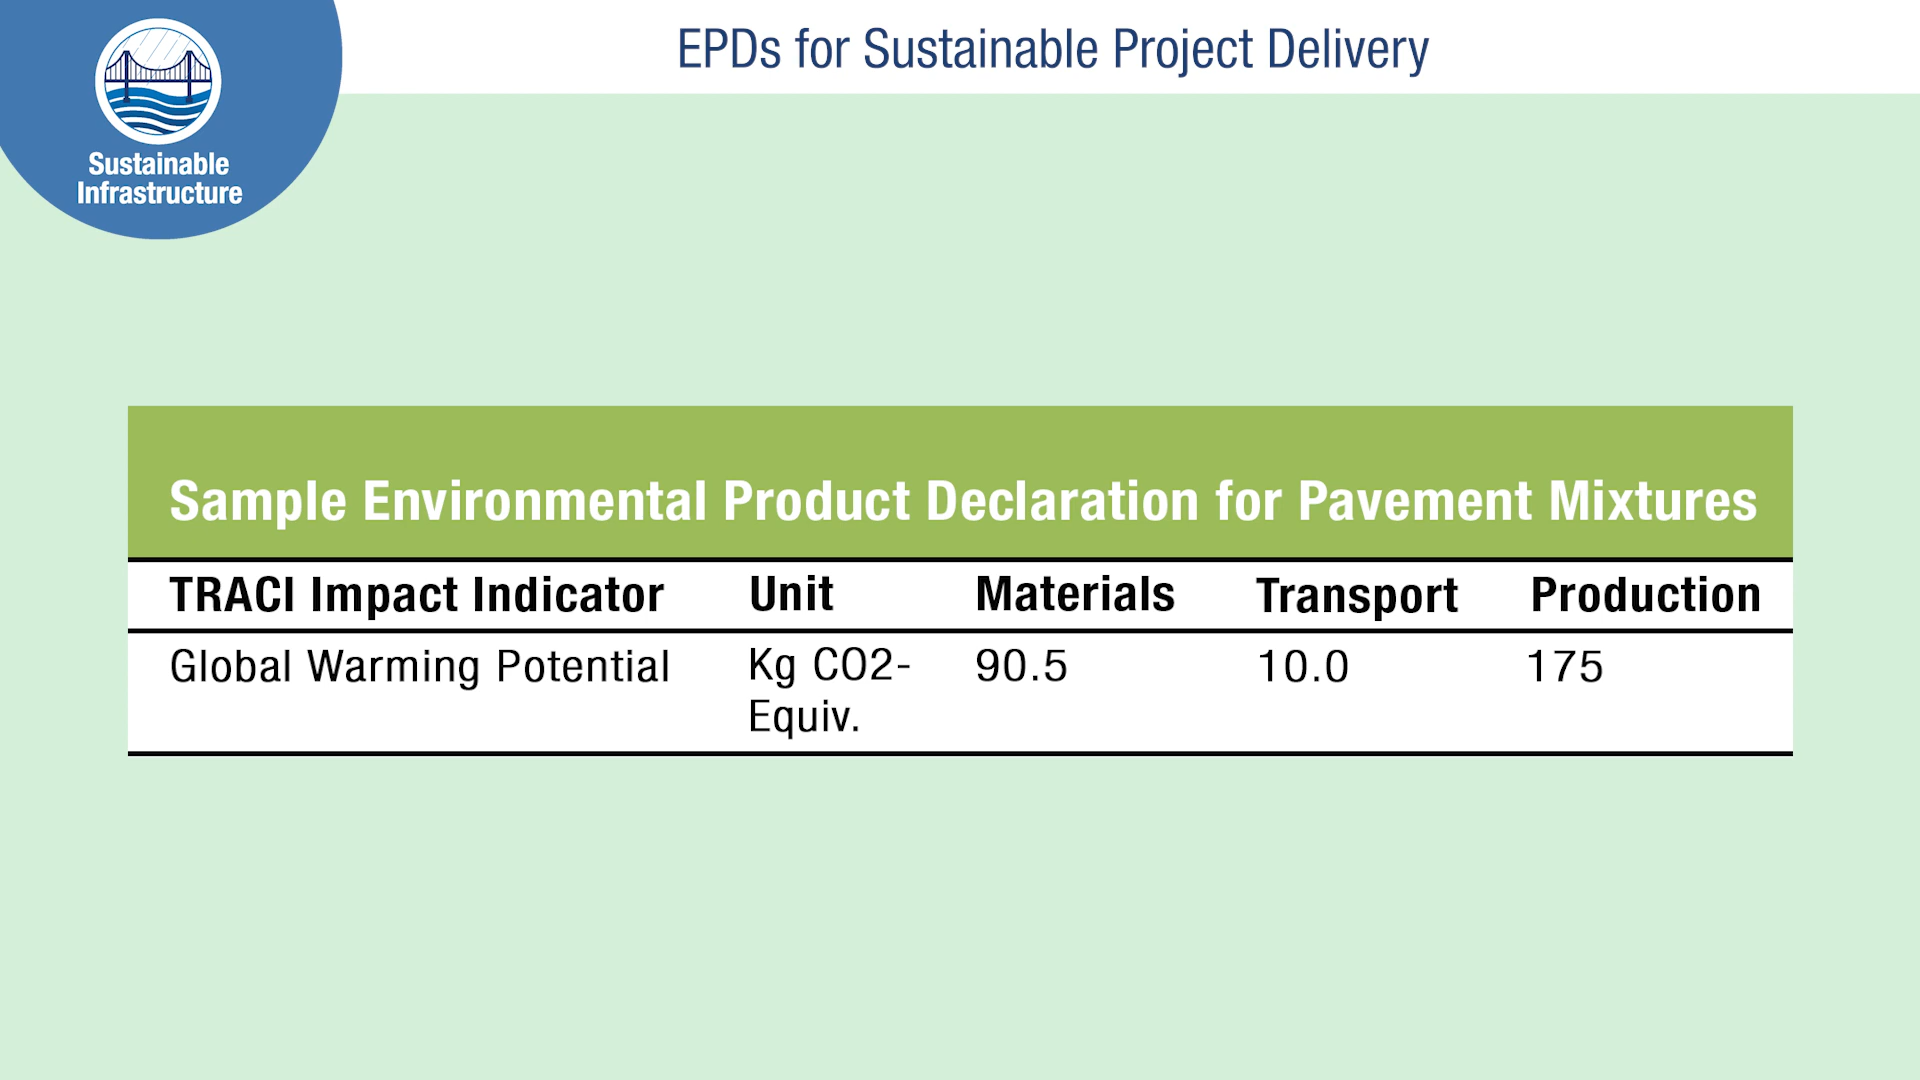 EPDs for Sustainable Project Delivery
Sustainable
Infrastructure
Sample Environmental Product Declaration for Pavement Mixtures
TRACI Impact Indicator Unit Materials Transport Production
Global Warming Potential Kg CO2- 90.5 10.0 175
Equiv.